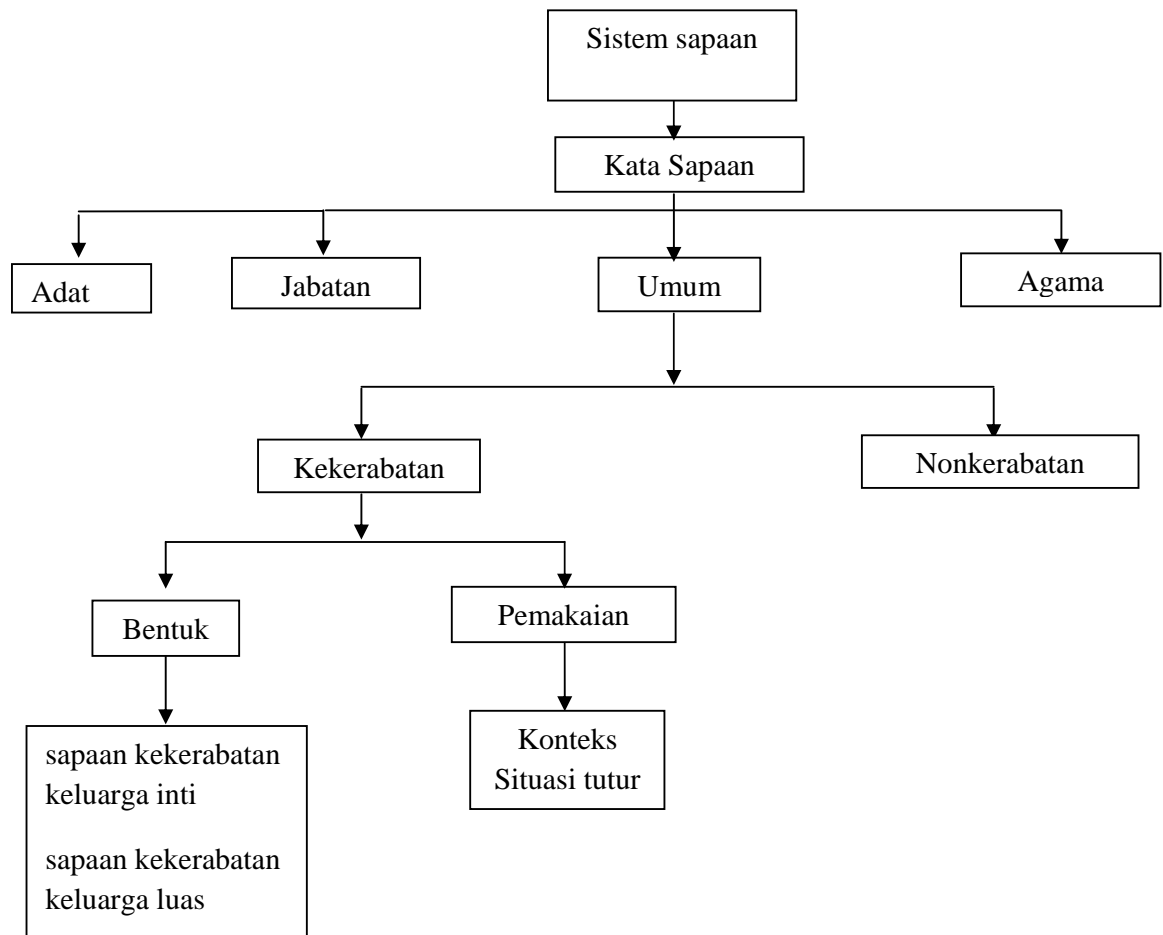 Sistem sapaan
Kata Sapaan
Adat
Jabatan
Umum
Agama
Kekerabatan
Nonkerabatan
Bentuk
Pemakaian
sapaan kekerabatan
keluarga inti
sapaan kekerabatan
keluarga luas
Konteks
Situasi tutur